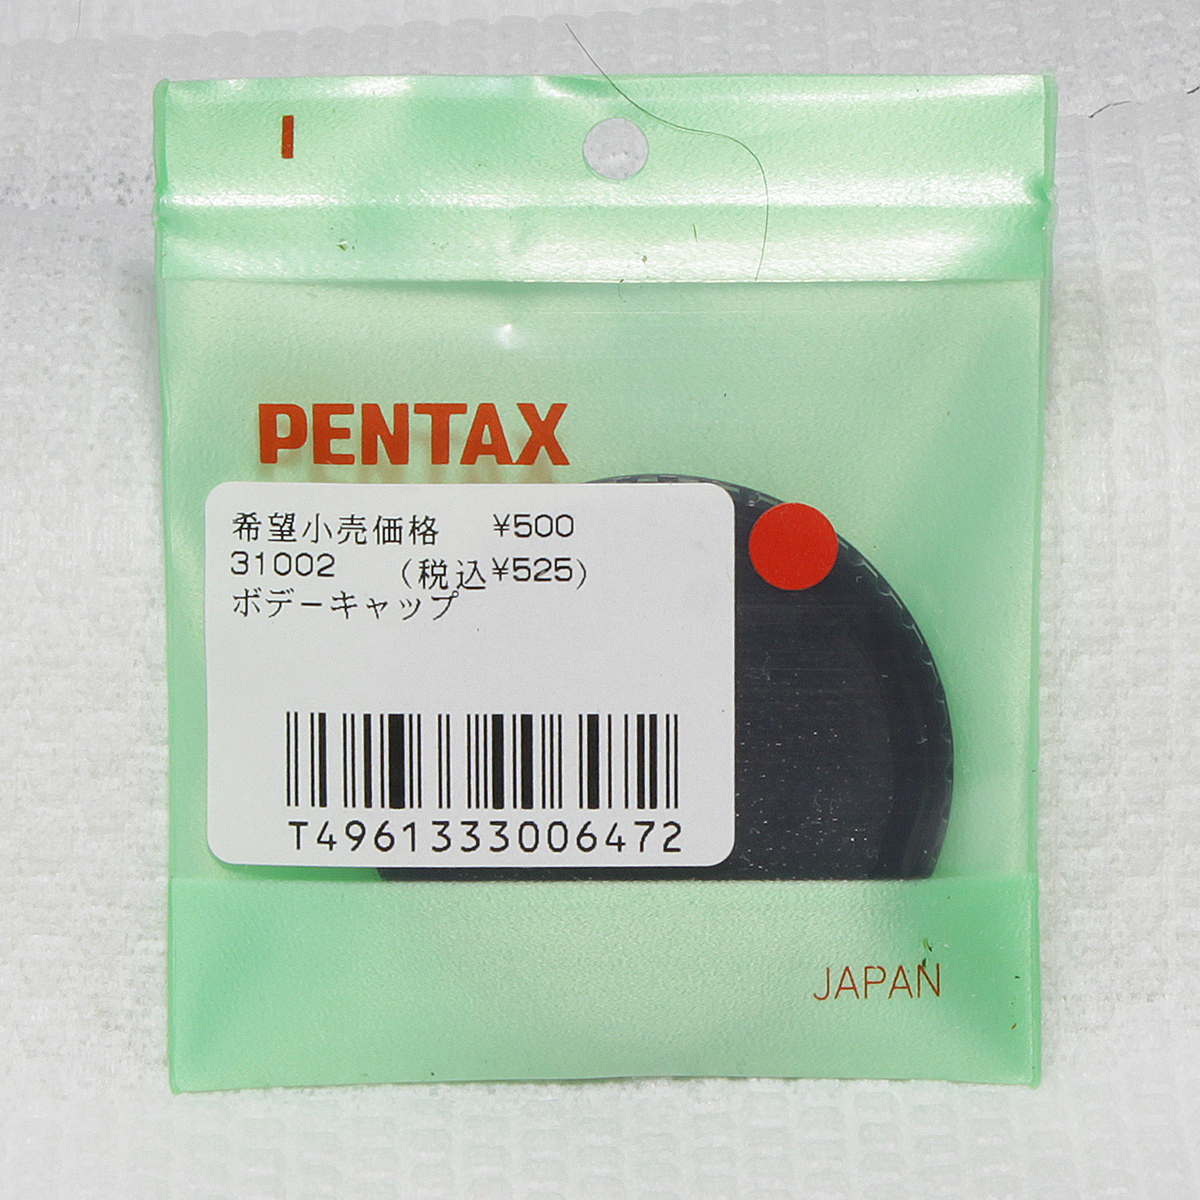 PENTAX
希望小売価格 ¥500
31002 (税込¥525)
ボデーキャップ
T4961333006472
JAPAN